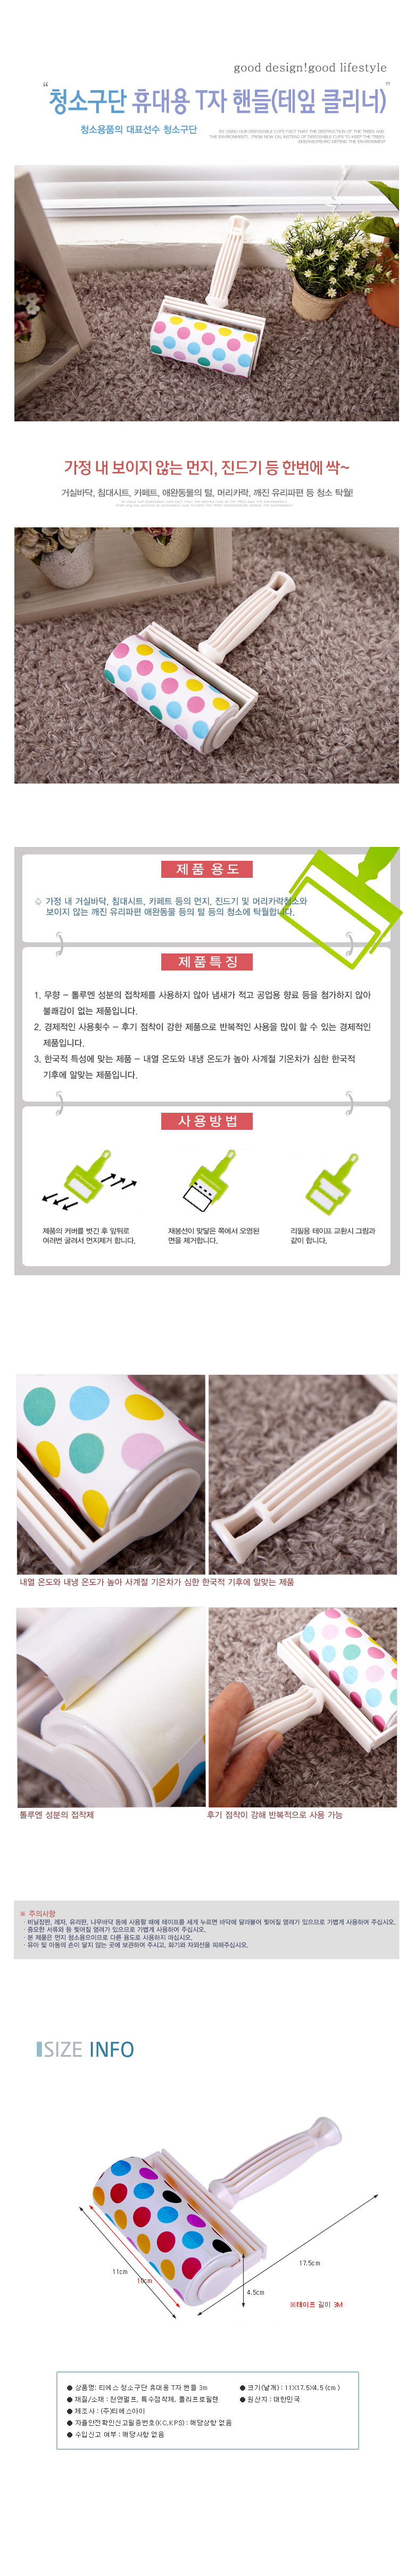 good design!good lifestyle
“청소구단 휴대용 T자 핸들(테잎 클리너)”
청소용품의 대표선수 청소구단
BY USING OUR DISPOSABLE CUPS FACT THAT THE DESTRUCTION OF THE TREES AND
THE ENVIRONMENT. FROM NOW ON, INSTEAD OF DISPOSABLE CUPS TO KEEP THE TREES
DEFEND THE ENVIRONMENT
가정 내 보이지 않는 먼지, 진드기 등 한번에 싹~
거실바닥, 침대시트, 카페트, 애완동물의 털, 머리카락, 깨진 유리파편 등 청소 탁월!
제품 용도
♤ 가정 내 거실바닥, 침대시트, 카페트 등의 먼지, 진드기 및 머리카락청소와
보이지 않는 깨진 유리파편 애완동물 등의 털 등의 청소에 탁월합니다.
제품특징
1. 무향 - 톨루엔 성분의 접착제를 사용하지 않아 냄새가 적고 공업용 향료 등을 첨가하지 않아
불쾌감이 없는 제품입니다.
2. 경제적인 사용횟수 - 후기 점착이 강한 제품으로 반복적인 사용을 많이 할 수 있는 경제적인
제품입니다.
3. 한국적 특성에 맞는 제품 - 내열 온도와 내냉 온도가 높아 사계절 기온차가 심한 한국적
기후에 알맞는 제품입니다.
사용방법
제품의 커버를 벗긴 후 앞뒤로
여러번 굴려서 먼지제거 합니다.
재봉선이 맞닿은 쪽에서 오염된
면을 제거합니다.
리필용 테이프 교환시 그림과
같이 합니다.
내열 온도와 내냉 온도가 높아 사계절 기온차가 심한 한국적 기후에 알맞는 제품
톨루엔 성분의 접착제
후기 점착이 강해 반복적으로 사용 가능
※ 주의사항
· 비닐장판, 레쟈, 유리판, 나무바닥 등에 사용할 때에 테이프를 세게 누르면 바닥에 달라붙어 찢어질 염려가 있으므로 가볍게 사용하여 주십시오.
· 중요한 서류와 등 찢어질 염려가 있으므로 가볍게 사용하여 주십시오.
· 본 제품은 먼지 청소용으이므로 다른 용도로 사용하지 마십시오.
· 유아 및 아동의 손이 닿지 않는 곳에 보관하여 주시고, 화기와 자외선을 피해주십시오.
SIZE INFO
11cm
10cm
17.5cm
4.5cm
※테이프 길이 3M
● 상품명: 티에스 청소구단 휴대용 T자 핸들 3m
● 크기(낱개) : 11X17.5X4.5 (cm)
● 재질/소재 : 천연펄프, 특수점착제, 폴리프로필렌
● 원산지 : 대한민국
● 제조사 : (주)티에스아이
● 자율안전확인신고필증번호(KC,KPS) : 해당상항 없음
● 수입신고 여부 : 해당사항 없음